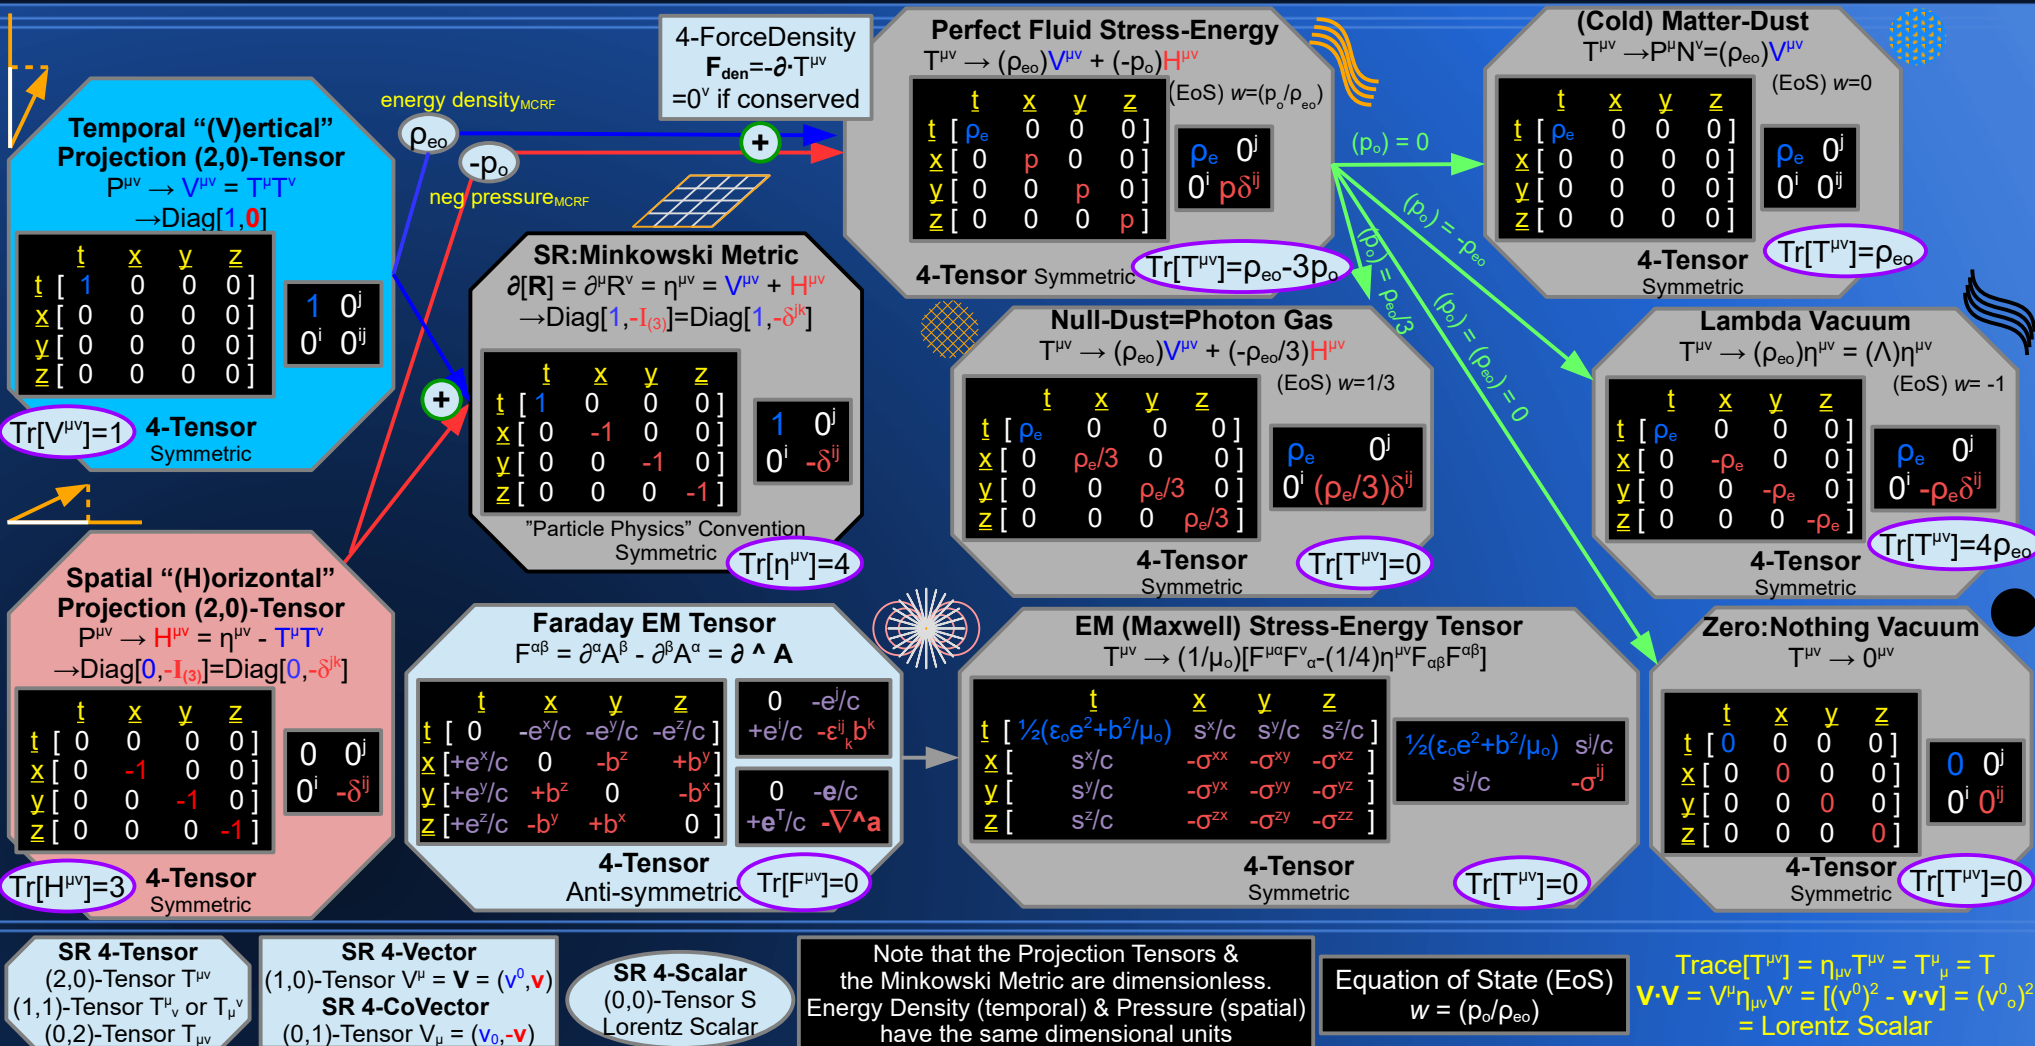 Temporal “(V)ertical”
Projection (2,0)-Tensor
P^μν → V^μν = T^μT^ν
→Diag[1,0]
t x y z
t [ 1 0 0 0 ]
x [ 0 0 0 0 ]
y [ 0 0 0 0 ]
z [ 0 0 0 0 ]
1 0^j
0^i 0^ij
Tr[V^μν]=1
4-Tensor
Symmetric
energy density_MCRF
ρ_eo
-p_o
neg pressure_MCRF
+
+
4-ForceDensity
F_den=-∂·T^μν
=0^ν if conserved
Perfect Fluid Stress-Energy
T^μν → (ρ_eo)V^μν + (-p_o)H^μν
(EoS) w=(p_o/ρ_eo)
t x y z
t [ ρ_e 0 0 0 ]
x [ 0 p 0 0 ]
y [ 0 0 p 0 ]
z [ 0 0 0 p ]
ρ_e 0^j
0^i pδ^ij
4-Tensor Symmetric
Tr[T^μν]=ρ_eo-3p_o
(p_o) = 0
(p_o) = -ρ_eo
(p_o) = ρ_eo/3
(p_o) = (ρ_eo) = 0
(Cold) Matter-Dust
T^μν →P^μN^ν=(ρ_eo)V^μν
(EoS) w=0
t x y z
t [ ρ_e 0 0 0 ]
x [ 0 0 0 0 ]
y [ 0 0 0 0 ]
z [ 0 0 0 0 ]
ρ_e 0^j
0^i 0^ij
Tr[T^μν]=ρ_eo
4-Tensor
Symmetric
SR:Minkowski Metric
∂[R] = ∂^μR^ν = η^μν = V^μν + H^μν
→Diag[1,-I_(3)]=Diag[1,-δ^jk]
t x y z
t [ 1 0 0 0 ]
x [ 0 -1 0 0 ]
y [ 0 0 -1 0 ]
z [ 0 0 0 -1 ]
1 0^j
0^i -δ^ij
”Particle Physics” Convention
Symmetric
Tr[η^μν]=4
Null-Dust=Photon Gas
T^μν → (ρ_eo)V^μν + (-ρ_eo/3)H^μν
(EoS) w=1/3
t x y z
t [ ρ_e 0 0 0 ]
x [ 0 ρ_e/3 0 0 ]
y [ 0 0 ρ_e/3 0 ]
z [ 0 0 0 ρ_e/3 ]
ρ_e 0^j
0^i (ρ_e/3)δ^ij
4-Tensor
Symmetric
Tr[T^μν]=0
Lambda Vacuum
T^μν → (ρ_eo)η^μν = (Λ)η^μν
(EoS) w= -1
t x y z
t [ ρ_e 0 0 0 ]
x [ 0 -ρ_e 0 0 ]
y [ 0 0 -ρ_e 0 ]
z [ 0 0 0 -ρ_e ]
ρ_e 0^j
0^i -ρ_eδ^ij
4-Tensor
Symmetric
Tr[T^μν]=4ρ_eo
Spatial “(H)orizontal”
Projection (2,0)-Tensor
P^μν → H^μν = η^μν - T^μT^ν
→Diag[0,-I_(3)]=Diag[0,-δ^jk]
t x y z
t [ 0 0 0 0 ]
x [ 0 -1 0 0 ]
y [ 0 0 -1 0 ]
z [ 0 0 0 -1 ]
0 0^j
0^i -δ^ij
Tr[H^μν]=3
4-Tensor
Symmetric
Faraday EM Tensor
F^αβ = ∂^αA^β - ∂^βA^α = ∂ ^ A
t x y z
t [ 0 -e^x/c -e^y/c -e^z/c ]
x [+e^x/c 0 -b^z +b^y]
y [+e^y/c +b^z 0 -b^x]
z [+e^z/c -b^y +b^x 0 ]
0 -e^j/c
+e^i/c -ε^ij_k b^k
0 -e/c
+e^T/c -∇^a
4-Tensor
Anti-symmetric
Tr[F^μν]=0
EM (Maxwell) Stress-Energy Tensor
T^μν → (1/μ_o)[F^μαF^ν_α-(1/4)η^μνF_αβF^αβ]
t x y z
t [ ½(ε_oe^2+b^2/μ_o) s^x/c s^y/c s^z/c ]
x [ s^x/c -σ^xx -σ^xy -σ^xz ]
y [ s^y/c -σ^yx -σ^yy -σ^yz ]
z [ s^z/c -σ^zx -σ^zy -σ^zz ]
½(ε_oe^2+b^2/μ_o) s^j/c
s^i/c -σ^ij
4-Tensor
Symmetric
Tr[T^μν]=0
Zero:Nothing Vacuum
T^μν → 0^μν
t x y z
t [ 0 0 0 0 ]
x [ 0 0 0 0 ]
y [ 0 0 0 0 ]
z [ 0 0 0 0 ]
0 0^j
0^i 0^ij
4-Tensor
Symmetric
Tr[T^μν]=0
SR 4-Tensor
(2,0)-Tensor T^μν
(1,1)-Tensor T^μ_ν or T_μ^ν
(0,2)-Tensor T_μν
SR 4-Vector
(1,0)-Tensor V^μ = V = (v^0,v)
SR 4-CoVector
(0,1)-Tensor V_μ = (v_0,-v)
SR 4-Scalar
(0,0)-Tensor S
Lorentz Scalar
Note that the Projection Tensors &
the Minkowski Metric are dimensionless.
Energy Density (temporal) & Pressure (spatial)
have the same dimensional units
Equation of State (EoS)
w = (p_o/ρ_eo)
Trace[T^μν] = η_μνT^μν = T^μ_μ = T
V·V = V^μη_μνV^ν = [(v^0)^2 - v·v] = (v^0_o)^2
= Lorentz Scalar